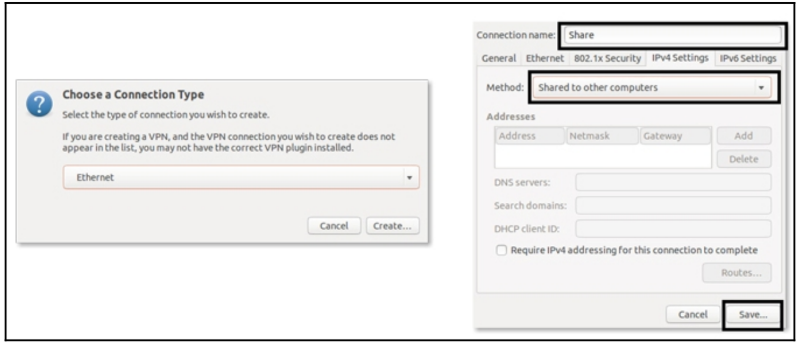 Choose a Connection Type
Select the type of connection you wish to create.
If you are creating a VPN, and the VPN connection you wish to create does not
appear in the list, you may not have the correct VPN plugin installed.
Ethernet
Cancel Create...
Connection name: Share
General Ethernet 802.1x Security IPv4 Settings IPv6 Settings
Method: Shared to other computers
Addresses
Address Netmask Gateway Add
Delete
DNS servers:
Search domains:
DHCP client ID:
Require IPv4 addressing for this connection to complete
Routes...
Cancel Save...